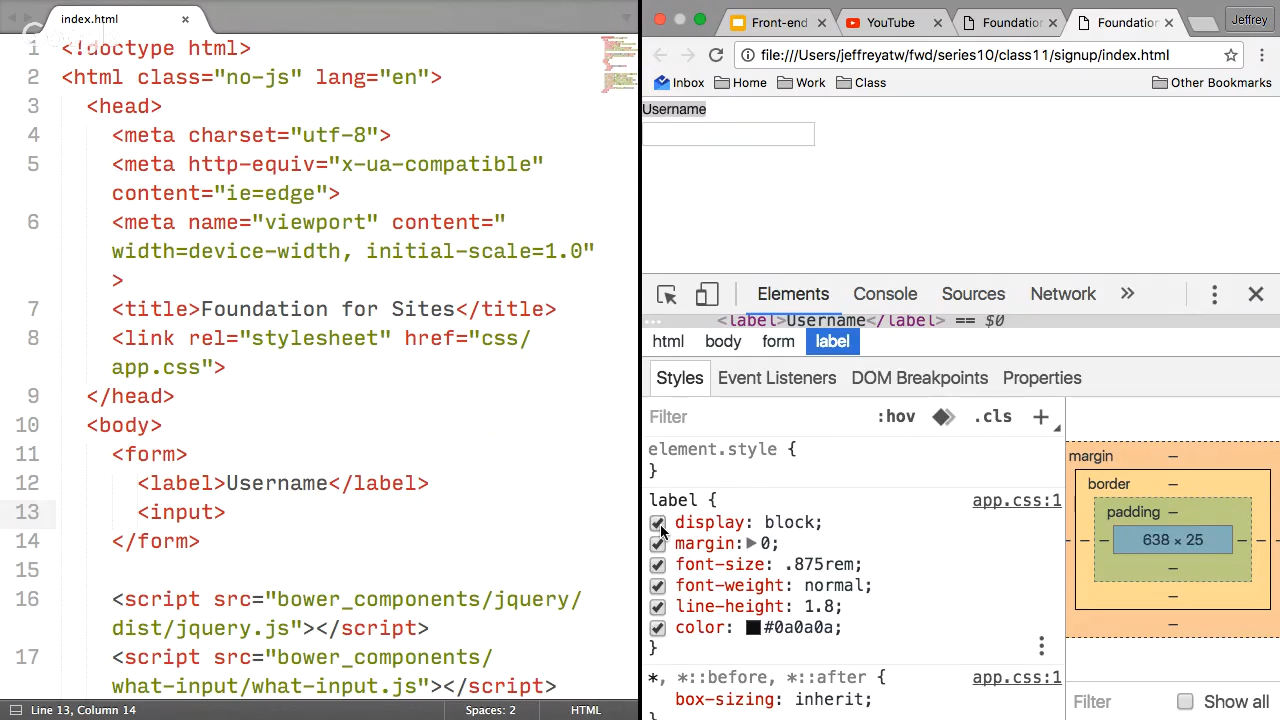 index.html ×
1 <!doctype html>
2 <html class="no-js" lang="en">
3 <head>
4 <meta charset="utf-8">
5 <meta http-equiv="x-ua-compatible"
content="ie=edge">
6 <meta name="viewport" content="
width=device-width, initial-scale=1.0"
>
7 <title>Foundation for Sites</title>
8 <link rel="stylesheet" href="css/
app.css">
9 </head>
10 <body>
11 <form>
12 <label>Username</label>
13 <input>
14 </form>
15
16 <script src="bower_components/jquery/
dist/jquery.js"></script>
17 <script src="bower_components/
what-input/what-input.js"></script>
Line 13, Column 14 Spaces: 2 HTML
Front-end × YouTube × Foundation × Foundation × Jeffrey
file:///Users/jeffreyatw/fwd/series10/class11/signup/index.html
Inbox Home Work Class Other Bookmarks
Username
Elements Console Sources Network »
<label>Username</label> == $0
html body form label
Styles Event Listeners DOM Breakpoints Properties
Filter :hov .cls +
element.style {
}
label { app.css:1
display: block;
margin: 0;
font-size: .875rem;
font-weight: normal;
line-height: 1.8;
color: #0a0a0a;
}
*, *::before, *::after { app.css:1
box-sizing: inherit;
margin –
border –
padding –
– – – 638 × 25 – – –
–
–
–
Filter Show all